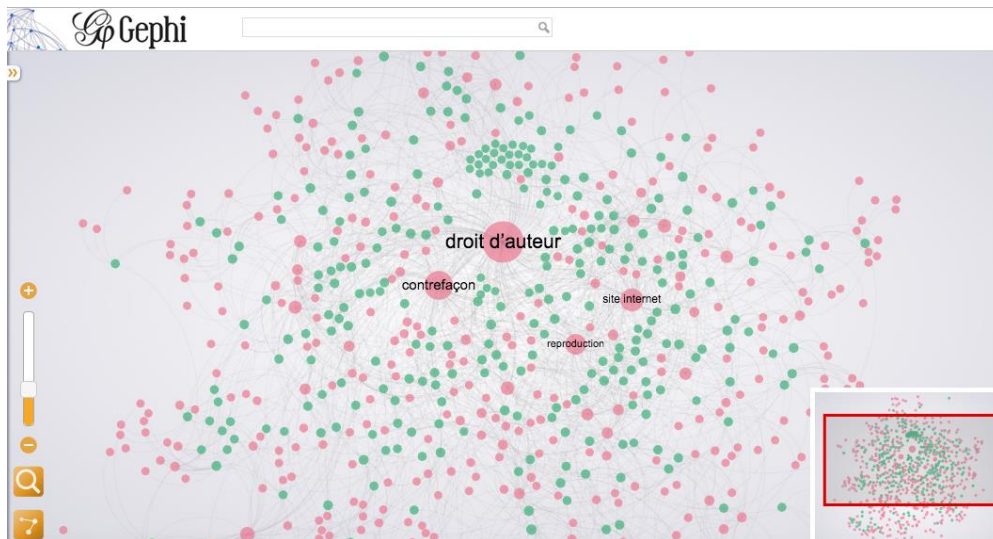 Gephi
droit d'auteur
contrefaçon
site internet
reproduction